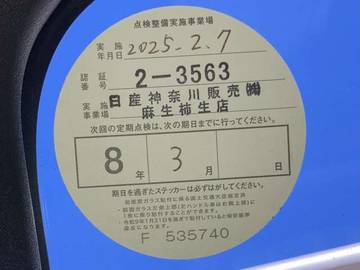 点検整備実施事業場
実施年月日 2025.2.7
認証番号 2-3563
実施事業場 日産神奈川販売㈱
麻生柿生店
次回の定期点検は、次の期日までに行ってください。
8年 3月 日
期日を過ぎたステッカーは必ずはがしてください。
F 535740